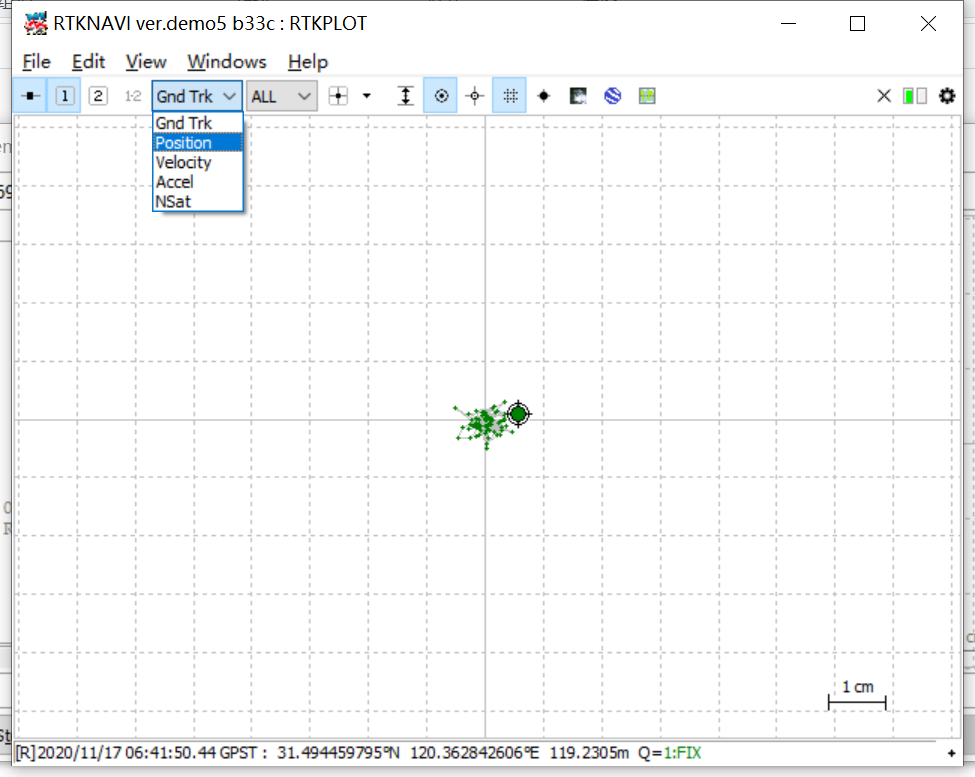 RTKNAVI ver.demo5 b33c : RTKPLOT
File Edit View Windows Help
1 2 1-2 Gnd Trk ALL
Gnd Trk
Position
Velocity
Accel
NSat
1 cm
[R]2020/11/17 06:41:50.44 GPST : 31.494459795°N 120.362842606°E 119.2305m Q=1:FIX